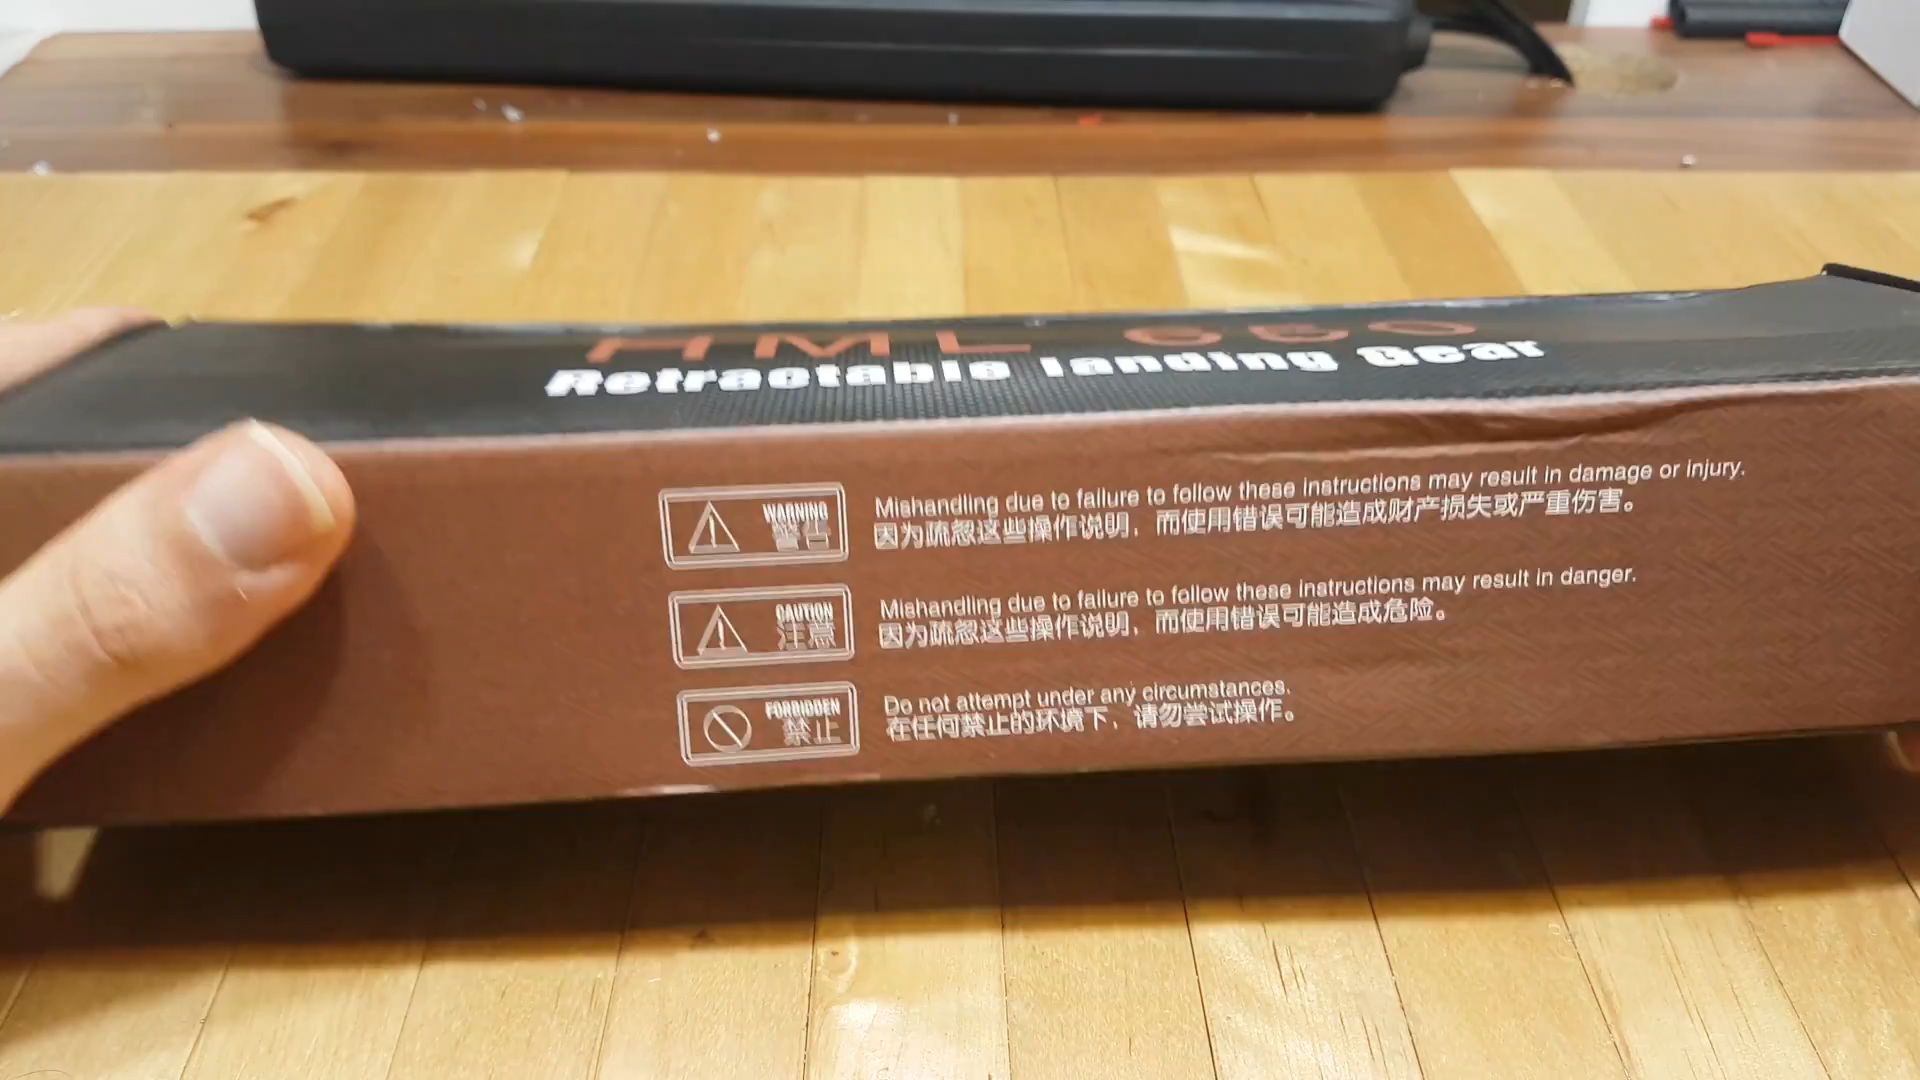 HML 650
Retractable landing Gear
WARNING
警告
Mishandling due to failure to follow these instructions may result in damage or injury.
因为疏忽这些操作说明，而使用错误可能造成财产损失或严重伤害。
CAUTION
注意
Mishandling due to failure to follow these instructions may result in danger.
因为疏忽这些操作说明，而使用错误可能造成危险。
FORBIDDEN
禁止
Do not attempt under any circumstances.
在任何禁止的环境下，请勿尝试操作。